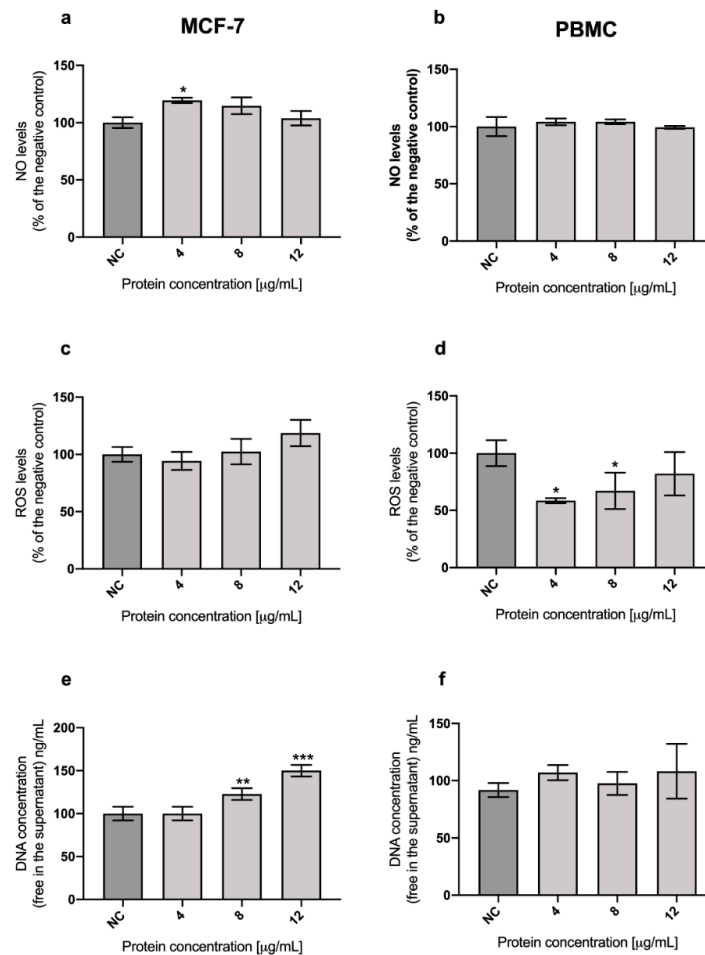 MCF-7
PBMC
a
NO levels
(% of the negative control)
150
100
50
0
*
NC
4
8
12
Protein concentration [μg/mL]
b
NO levels
(% of the negative control)
150
100
50
0
NC
4
8
12
Protein concentration [μg/mL]
c
ROS levels
(% of the negative control)
150
100
50
0
NC
4
8
12
Protein concentration [μg/mL]
d
ROS levels
(% of the negative control)
150
100
50
0
*
*
NC
4
8
12
Protein concentration [μg/mL]
e
DNA concentration
(free in the supernatant) ng/mL
200
150
100
50
0
**
***
NC
4
8
12
Protein concentration [μg/mL]
f
DNA concentration
(free in the supernatant) ng/mL
150
100
50
0
NC
4
8
12
Protein concentration [μg/mL]